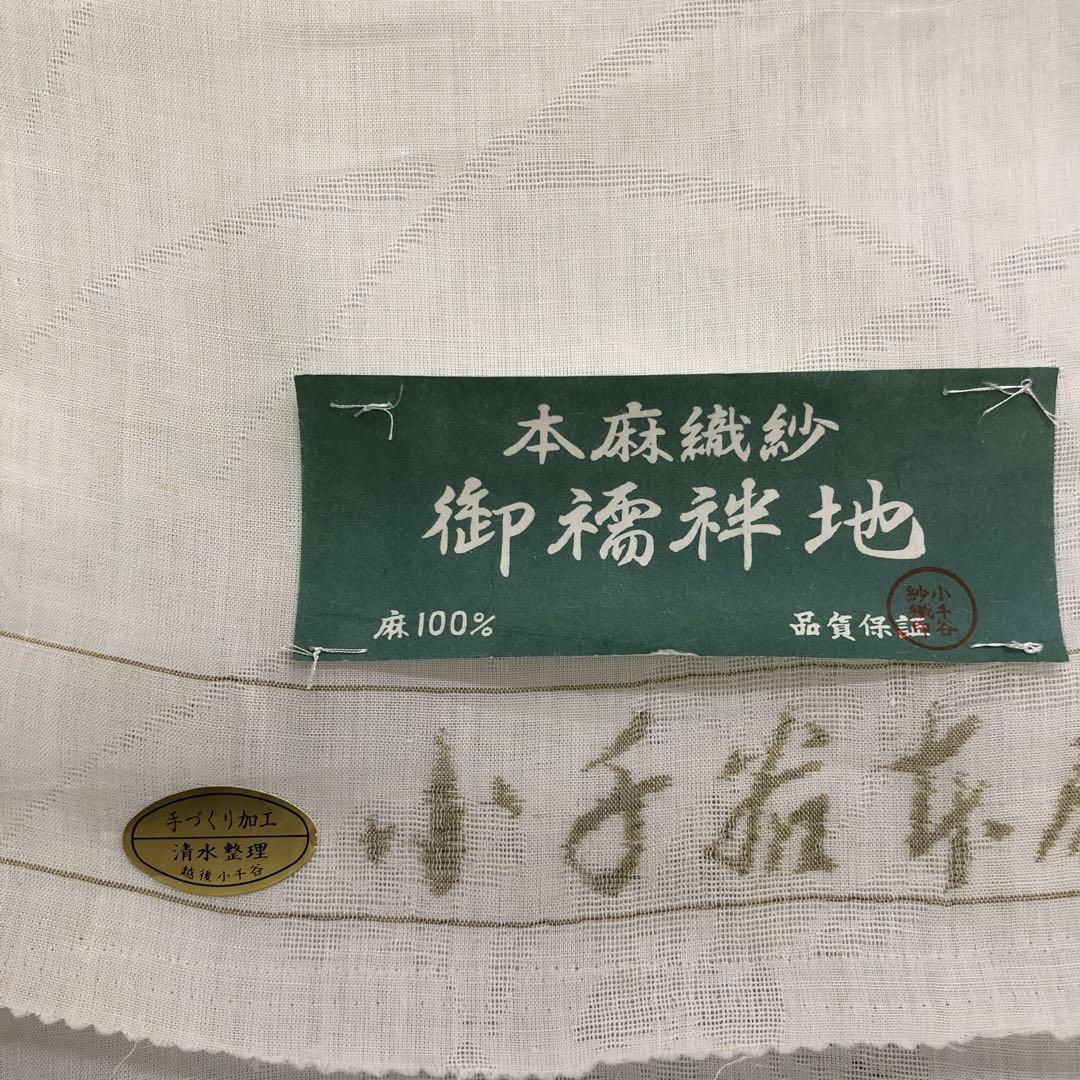 本麻織紗
御襦袢地
麻100%
品質保証
小千谷
紗織
小千谷本
手づくり加工
清水整理
越後小千谷